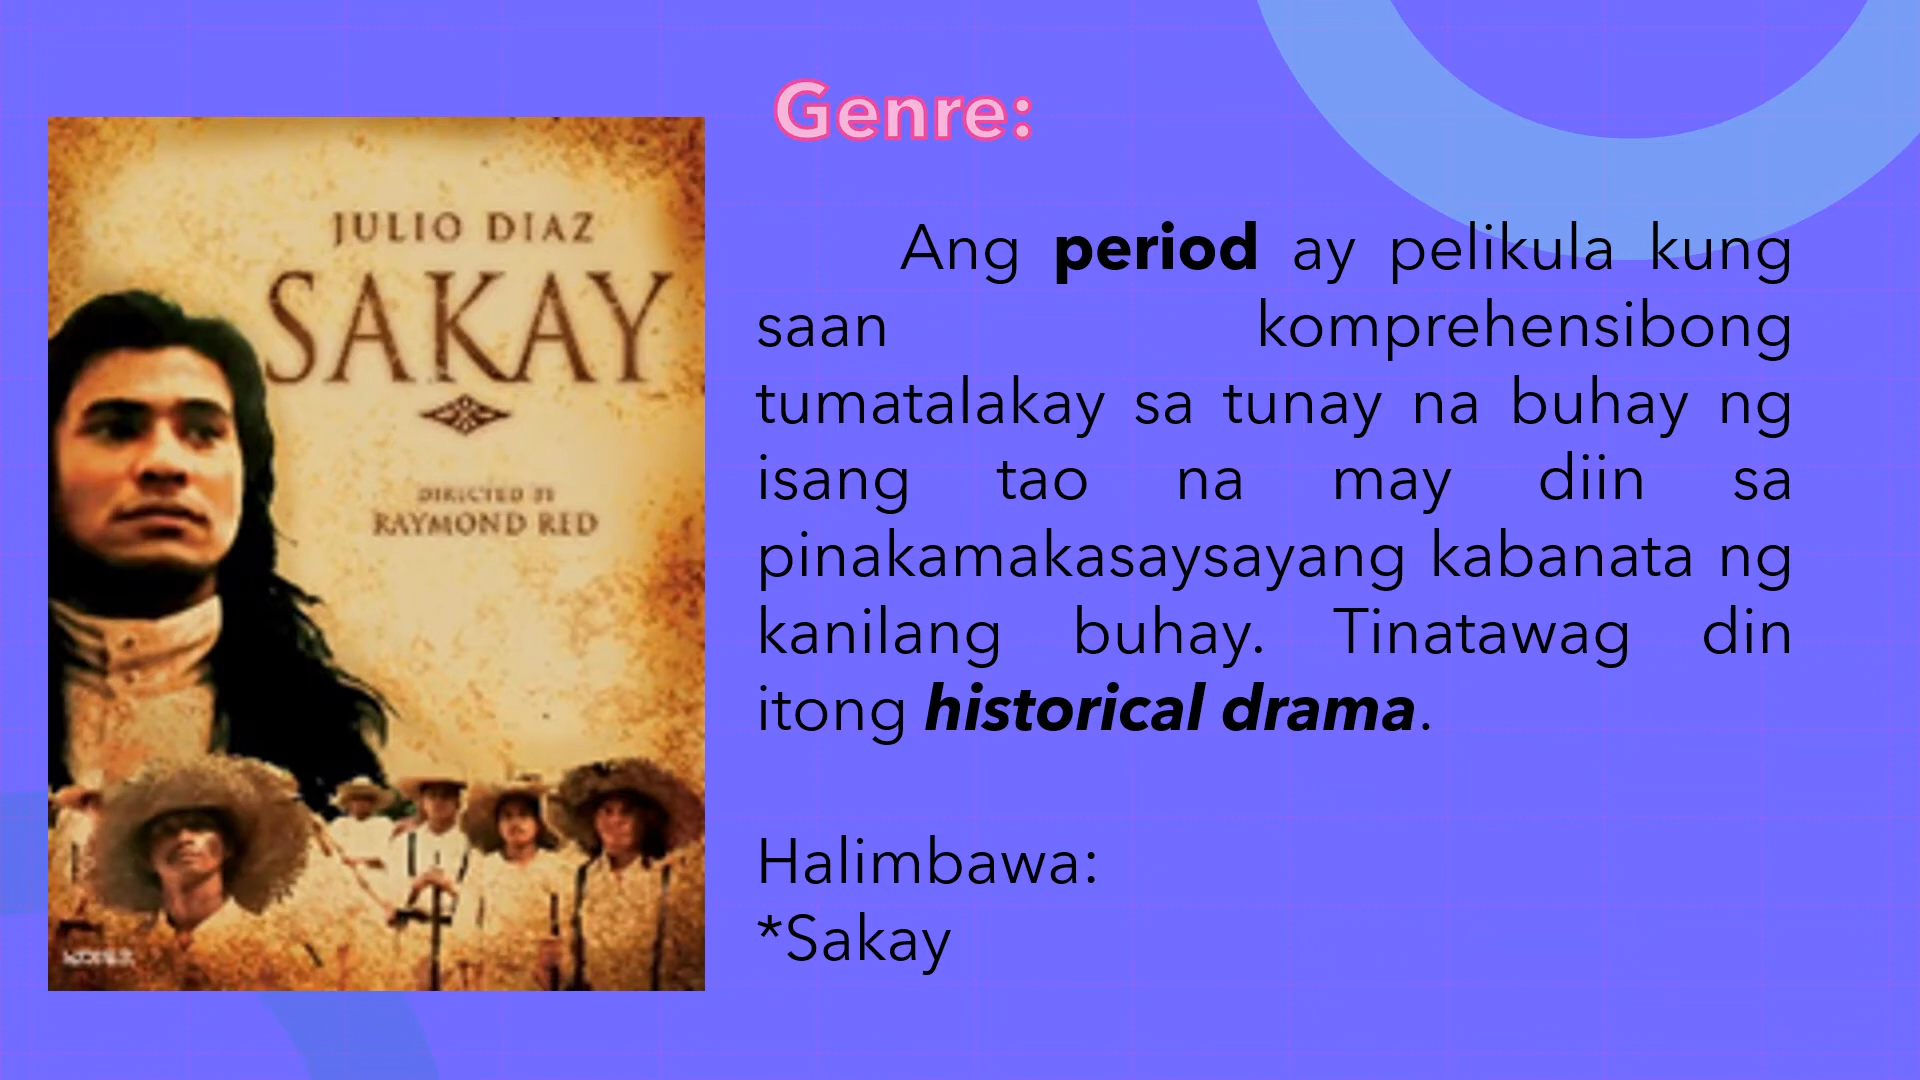 Genre:
JULIO DIAZ
SAKAY
DIRECTED BY
RAYMOND RED
Ang period ay pelikula kung
saan komprehensibong
tumatalakay sa tunay na buhay ng
isang tao na may diin sa
pinakamakasaysayang kabanata ng
kanilang buhay. Tinatawag din
itong historical drama.
Halimbawa:
*Sakay